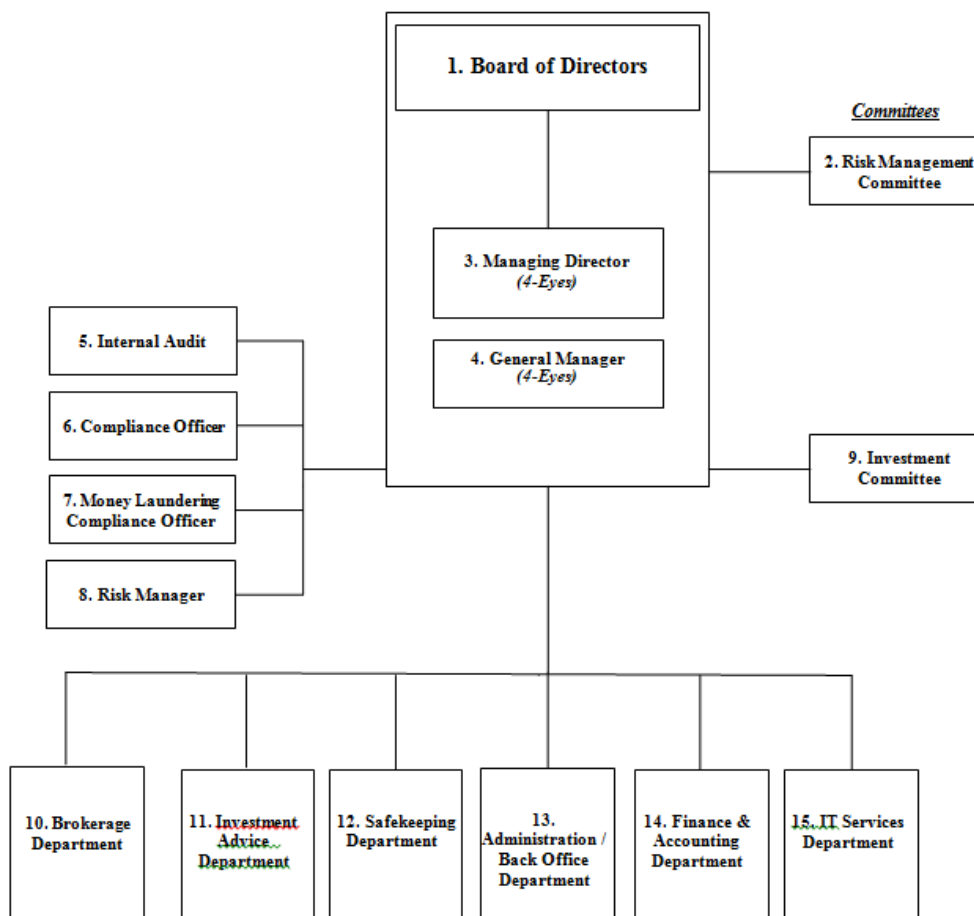 1. Board of Directors
Committees
2. Risk Management
Committee
3. Managing Director
(4-Eyes)
4. General Manager
(4-Eyes)
5. Internal Audit
6. Compliance Officer
7. Money Laundering
Compliance Officer
8. Risk Manager
9. Investment
Committee
10. Brokerage
Department
11. Investment
Advice
Department
12. Safekeeping
Department
13.
Administration /
Back Office
Department
14. Finance &
Accounting
Department
15. IT Services
Department